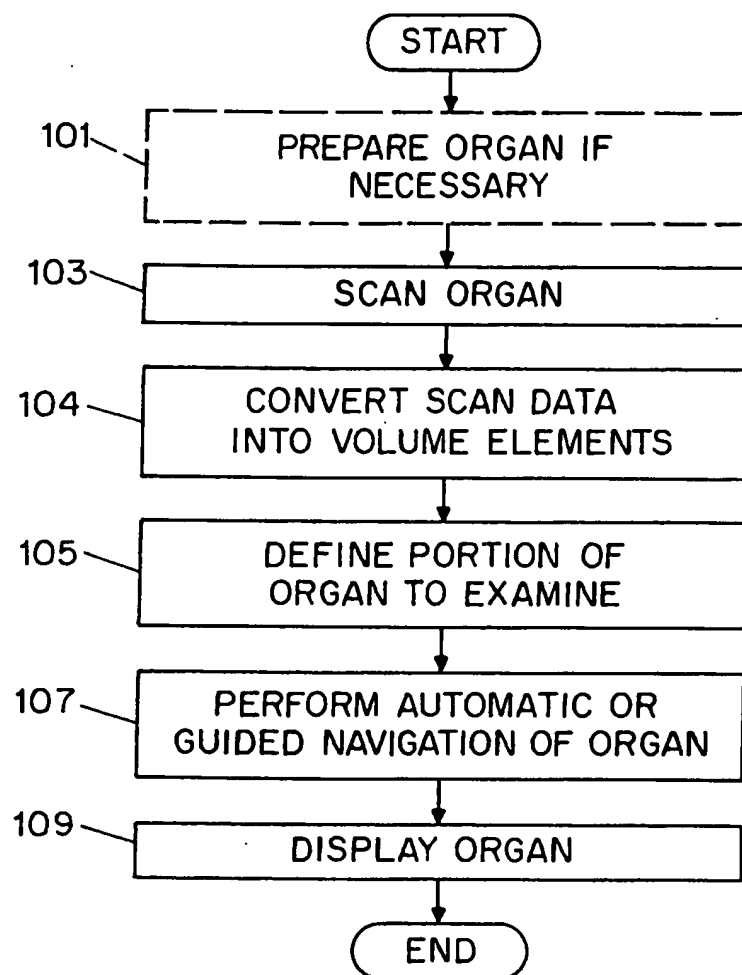 START
101
PREPARE ORGAN IF
NECESSARY
103
SCAN ORGAN
104
CONVERT SCAN DATA
INTO VOLUME ELEMENTS
105
DEFINE PORTION OF
ORGAN TO EXAMINE
107
PERFORM AUTOMATIC OR
GUIDED NAVIGATION OF ORGAN
109
DISPLAY ORGAN
END